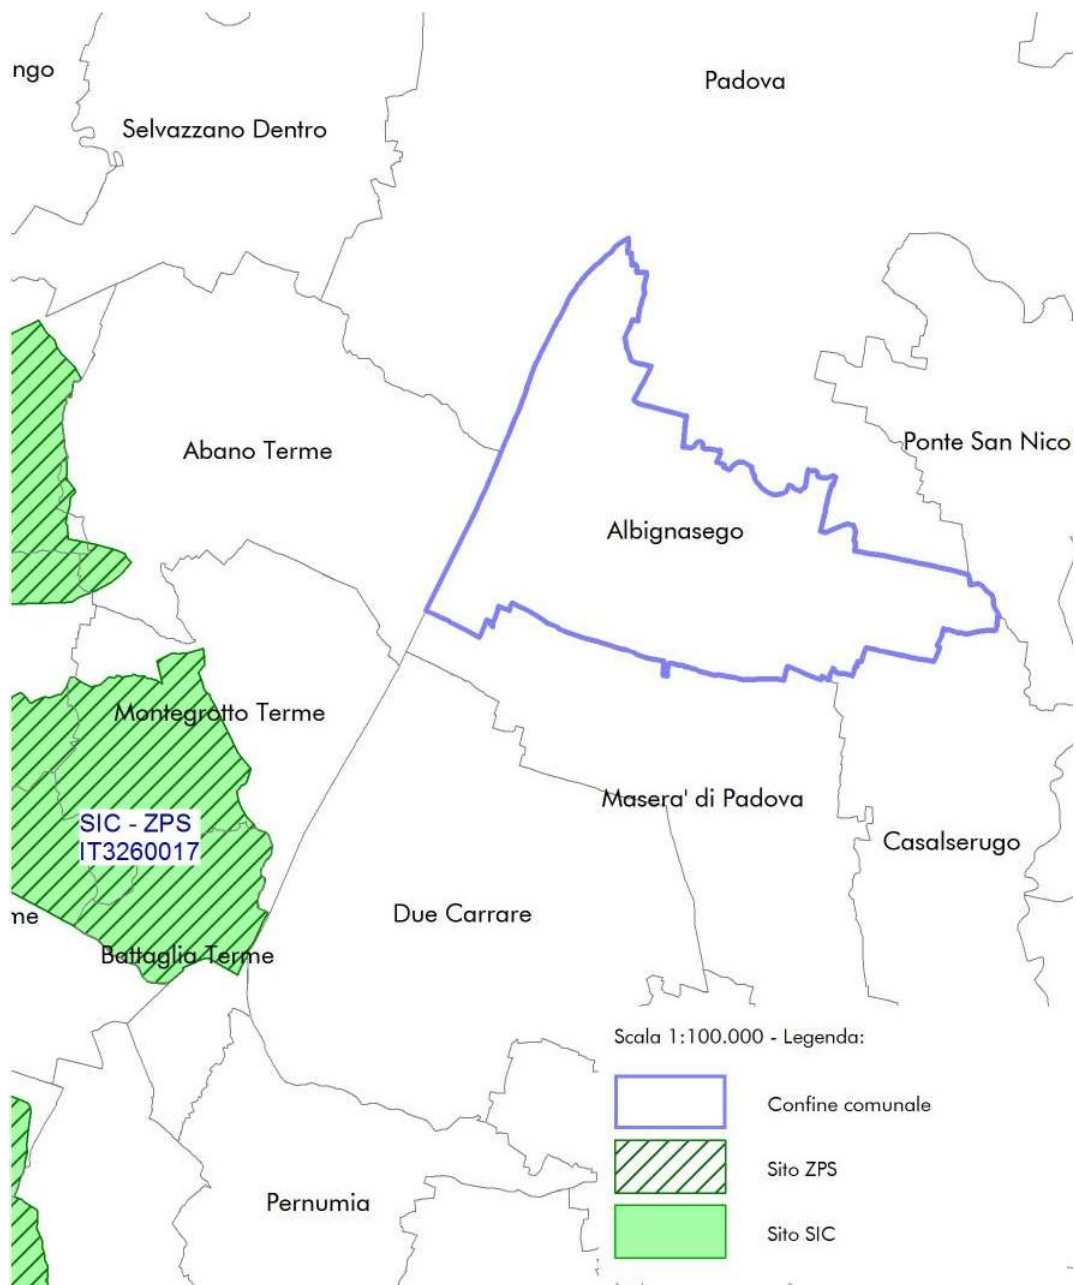 ngo
Padova
Selvazzano Dentro
Abano Terme
Ponte San Nico
Albignasego
Montegrotto Terme
Masera' di Padova
SIC - ZPS
IT3260017
Casalserugo
me
Due Carrare
Battaglia Terme
Scala 1:100.000 - Legenda:
Confine comunale
Sito ZPS
Pernumia
Sito SIC